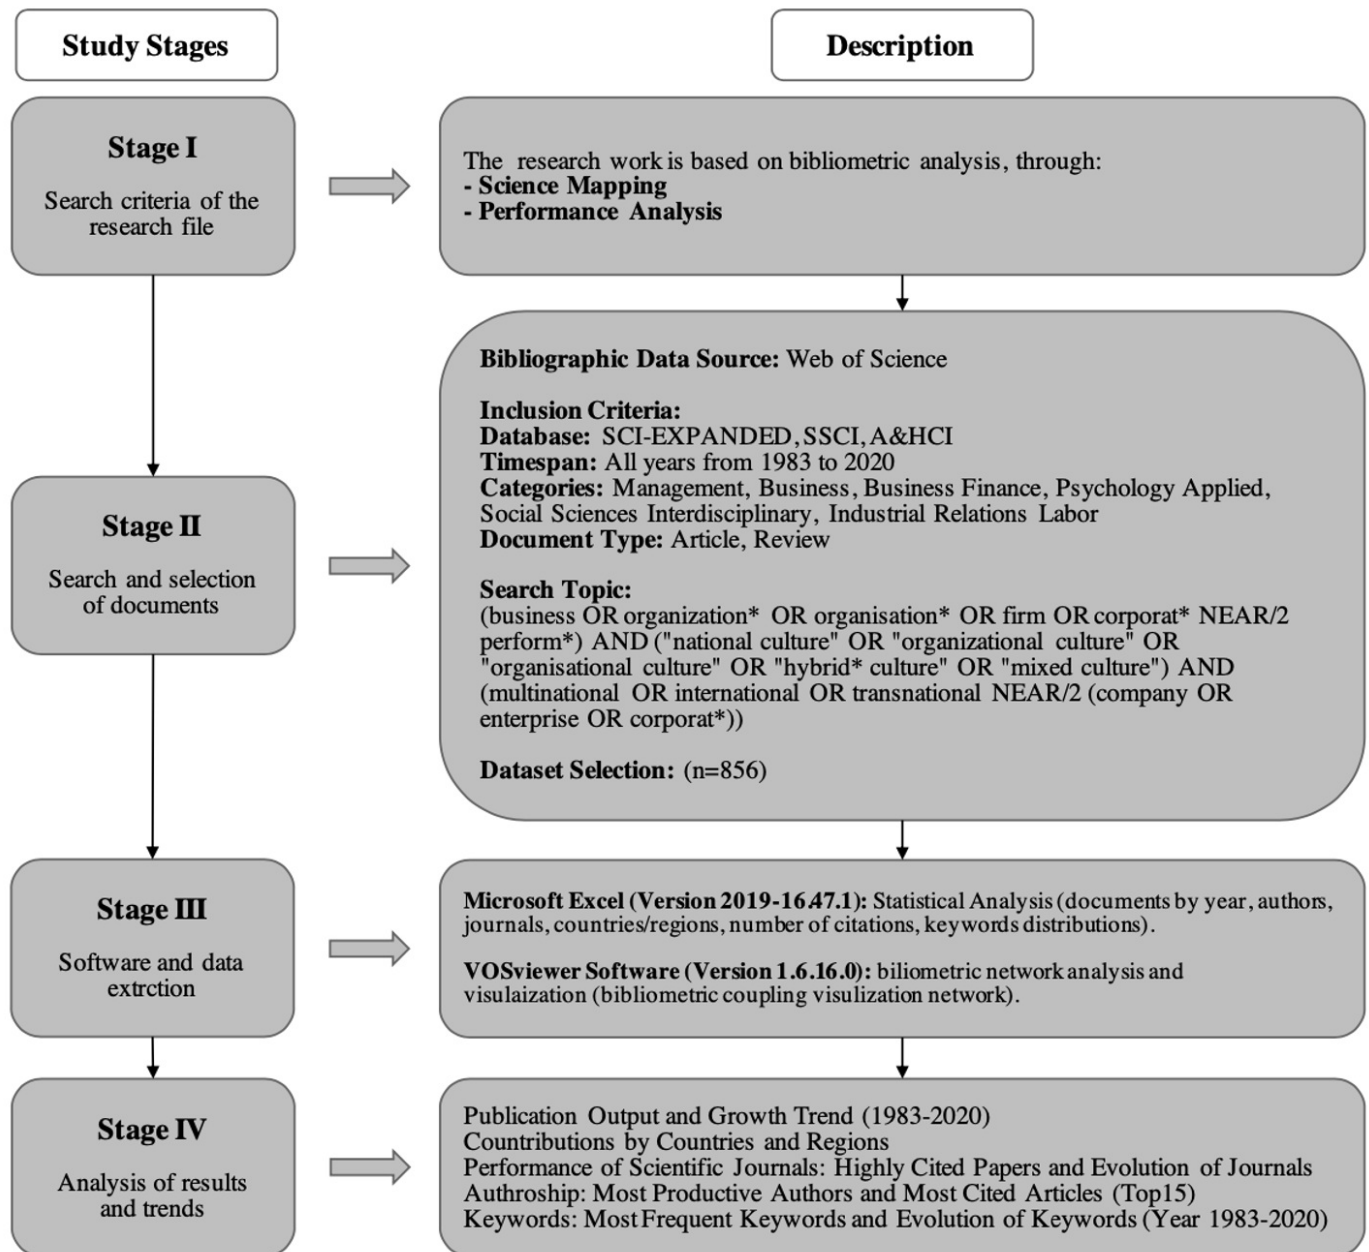 Study Stages
Description
Stage I
Search criteria of the
research file
The research work is based on bibliometric analysis, through:
- Science Mapping
- Performance Analysis
Stage II
Search and selection
of documents
Bibliographic Data Source: Web of Science
Inclusion Criteria:
Database: SCI-EXPANDED, SSCI, A&HCI
Timespan: All years from 1983 to 2020
Categories: Management, Business, Business Finance, Psychology Applied,
Social Sciences Interdisciplinary, Industrial Relations Labor
Document Type: Article, Review
Search Topic:
(business OR organization* OR organisation* OR firm OR corporat* NEAR/2
perform*) AND ("national culture" OR "organizational culture" OR
"organisational culture" OR "hybrid* culture" OR "mixed culture") AND
(multinational OR international OR transnational NEAR/2 (company OR
enterprise OR corporat*))
Dataset Selection: (n=856)
Stage III
Software and data
extrction
Microsoft Excel (Version 2019-16.47.1): Statistical Analysis (documents by year, authors,
journals, countries/regions, number of citations, keywords distributions).
VOSviewer Software (Version 1.6.16.0): biliometric network analysis and
visulaization (bibliometric coupling visulization network).
Stage IV
Analysis of results
and trends
Publication Output and Growth Trend (1983-2020)
Countributions by Countries and Regions
Performance of Scientific Journals: Highly Cited Papers and Evolution of Journals
Authroship: Most Productive Authors and Most Cited Articles (Top15)
Keywords: Most Frequent Keywords and Evolution of Keywords (Year 1983-2020)